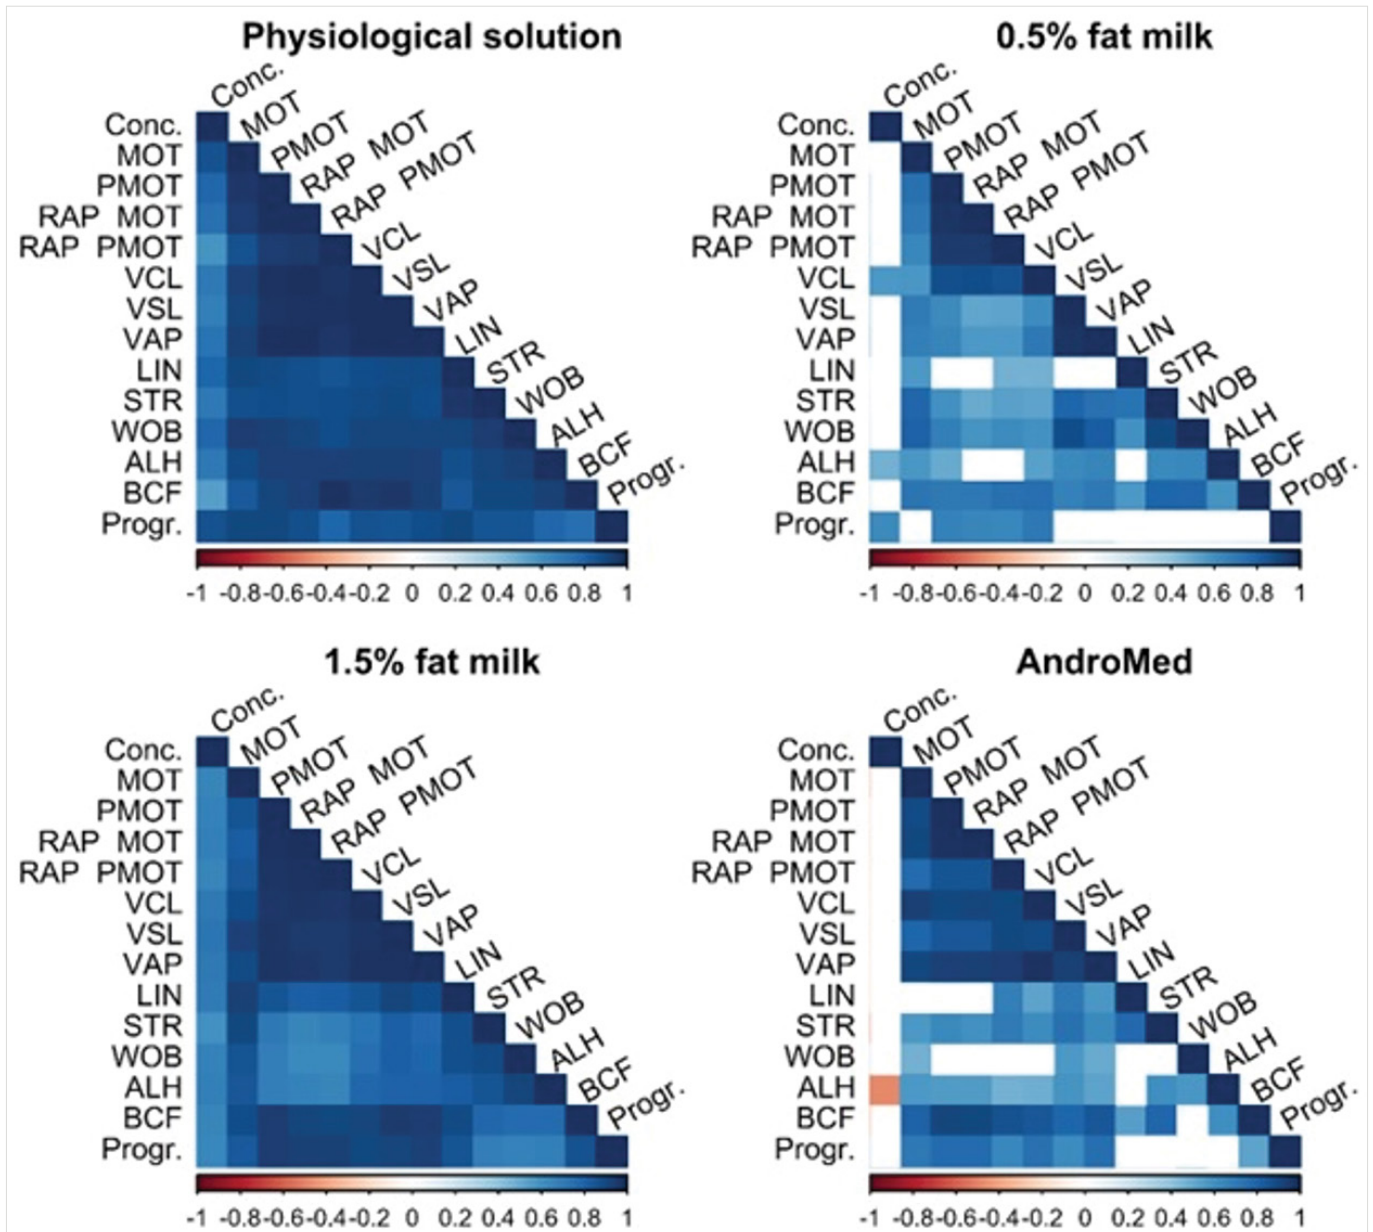 Physiological solution
Conc.
MOT
PMOT
RAP MOT
RAP PMOT
VCL
VSL
VAP
LIN
STR
WOB
ALH
BCF
Progr.
Conc.
MOT
PMOT
RAP MOT
RAP PMOT
VCL
VSL
VAP
LIN
STR
WOB
ALH
BCF
Progr.
-1 -0.8 -0.6 -0.4 -0.2 0 0.2 0.4 0.6 0.8 1
0.5% fat milk
Conc.
MOT
PMOT
RAP MOT
RAP PMOT
VCL
VSL
VAP
LIN
STR
WOB
ALH
BCF
Progr.
Conc.
MOT
PMOT
RAP MOT
RAP PMOT
VCL
VSL
VAP
LIN
STR
WOB
ALH
BCF
Progr.
-1 -0.8 -0.6 -0.4 -0.2 0 0.2 0.4 0.6 0.8 1
1.5% fat milk
Conc.
MOT
PMOT
RAP MOT
RAP PMOT
VCL
VSL
VAP
LIN
STR
WOB
ALH
BCF
Progr.
Conc.
MOT
PMOT
RAP MOT
RAP PMOT
VCL
VSL
VAP
LIN
STR
WOB
ALH
BCF
Progr.
-1 -0.8 -0.6 -0.4 -0.2 0 0.2 0.4 0.6 0.8 1
AndroMed
Conc.
MOT
PMOT
RAP MOT
RAP PMOT
VCL
VSL
VAP
LIN
STR
WOB
ALH
BCF
Progr.
Conc.
MOT
PMOT
RAP MOT
RAP PMOT
VCL
VSL
VAP
LIN
STR
WOB
ALH
BCF
Progr.
-1 -0.8 -0.6 -0.4 -0.2 0 0.2 0.4 0.6 0.8 1